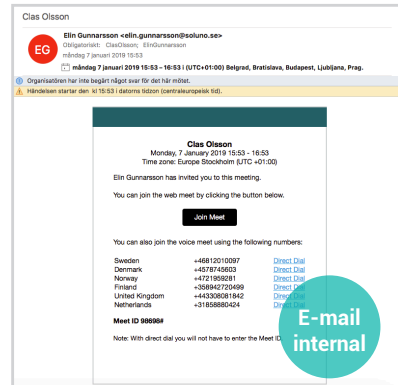 Clas Olsson
EG
Elin Gunnarsson <elin.gunnarsson@soluno.se>
Obligatoriskt: ClasOlsson; ElinGunnarsson
måndag 7 januari 2019 15:53
måndag 7 januari 2019 15:53 – 16:53 i (UTC+01:00) Belgrad, Bratislava, Budapest, Ljubljana, Prag.
Organisatören har inte begärt något svar för det här mötet.
Händelsen startar den kl 15:53 i datorns tidzon (centraleuropeisk tid).
Clas Olsson
Monday, 7 January 2019 15:53 - 16:53
Time zone: Europe Stockholm (UTC +01:00)
Elin Gunnarsson has invited you to this meeting.
You can join the web meet by clicking the button below.
Join Meet
You can also join the voice meet using the following numbers:
Sweden +46812010097 Direct Dial
Denmark +4578745603 Direct Dial
Norway +4721959281 Direct Dial
Finland +358942720499 Direct Dial
United Kingdom +443308081842 Direct Dial
Netherlands +31858880424 Direct Dial
Meet ID 98698#
Note: With direct dial you will not have to enter the Meet ID.
E-mail
internal